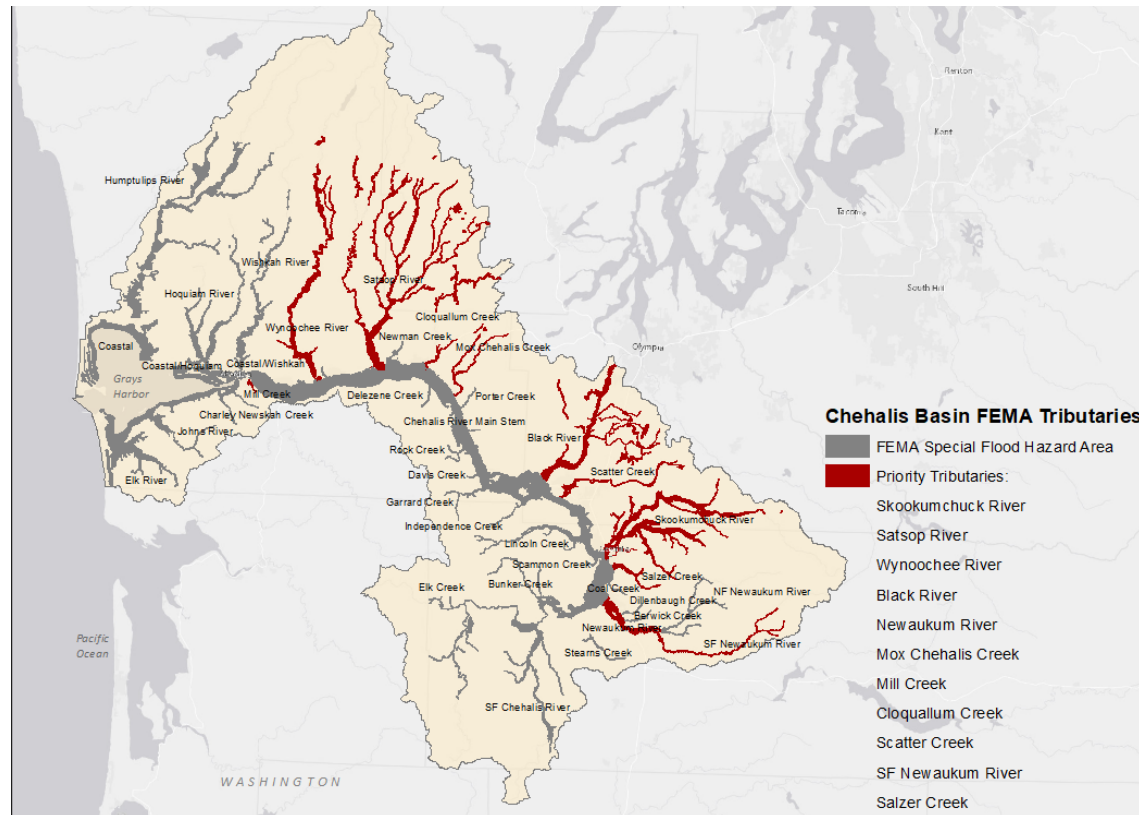 Renton
Kent
Tacoma
South Hill
Olympia
Humptulips River
Wishkah River
Hoquiam River
Satsop River
Wynoochee River
Cloquallum Creek
Newman Creek
Mox Chehalis Creek
Coastal
Coastal/Hoquiam
Coastal/Wishkah
Grays
Harbor
Mill Creek
Delezene Creek
Porter Creek
Charley Newskah Creek
Chehalis River Main Stem
Johns River
Black River
Rock Creek
Elk River
Davis Creek
Scatter Creek
Garrard Creek
Independence Creek
Skookumchuck River
Lincoln Creek
Scammon Creek
Salzer Creek
Elk Creek
Bunker Creek
Coal Creek
NF Newaukum River
Dillenbaugh Creek
Berwick Creek
Newaukum River
SF Newaukum River
Stearns Creek
Pacific
Ocean
SF Chehalis River
WASHINGTON
Chehalis Basin FEMA Tributaries
FEMA Special Flood Hazard Area
Priority Tributaries:
Skookumchuck River
Satsop River
Wynoochee River
Black River
Newaukum River
Mox Chehalis Creek
Mill Creek
Cloquallum Creek
Scatter Creek
SF Newaukum River
Salzer Creek